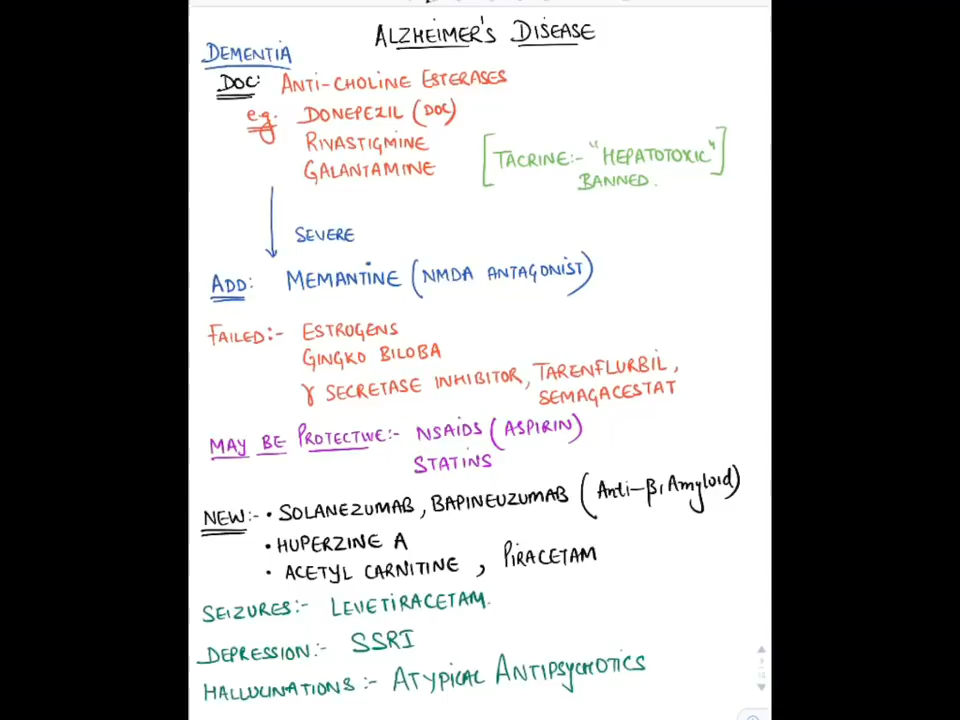 ALZHEIMER'S DISEASE
DEMENTIA
DOC: ANTI-CHOLINE ESTERASES
e.g. DONEPEZIL (DOC)
RIVASTIGMINE
GALANTAMINE
[TACRINE:- "HEPATOTOXIC"]
BANNED.
SEVERE
ADD: MEMANTINE (NMDA ANTAGONIST)
FAILED:- ESTROGENS
GINGKO BILOBA
γ SECRETASE INHIBITOR, TARENFLURBIL,
SEMAGACESTAT
MAY BE PROTECTIVE:- NSAIDS (ASPIRIN)
STATINS
NEW:- • SOLANEZUMAB, BAPINEUZUMAB (Anti-β, Amyloid)
• HUPERZINE A
• ACETYL CARNITINE, PIRACETAM
SEIZURES:- LEVETIRACETAM.
DEPRESSION:- SSRI
HALLUCINATIONS:- ATYPICAL ANTIPSYCHOTICS